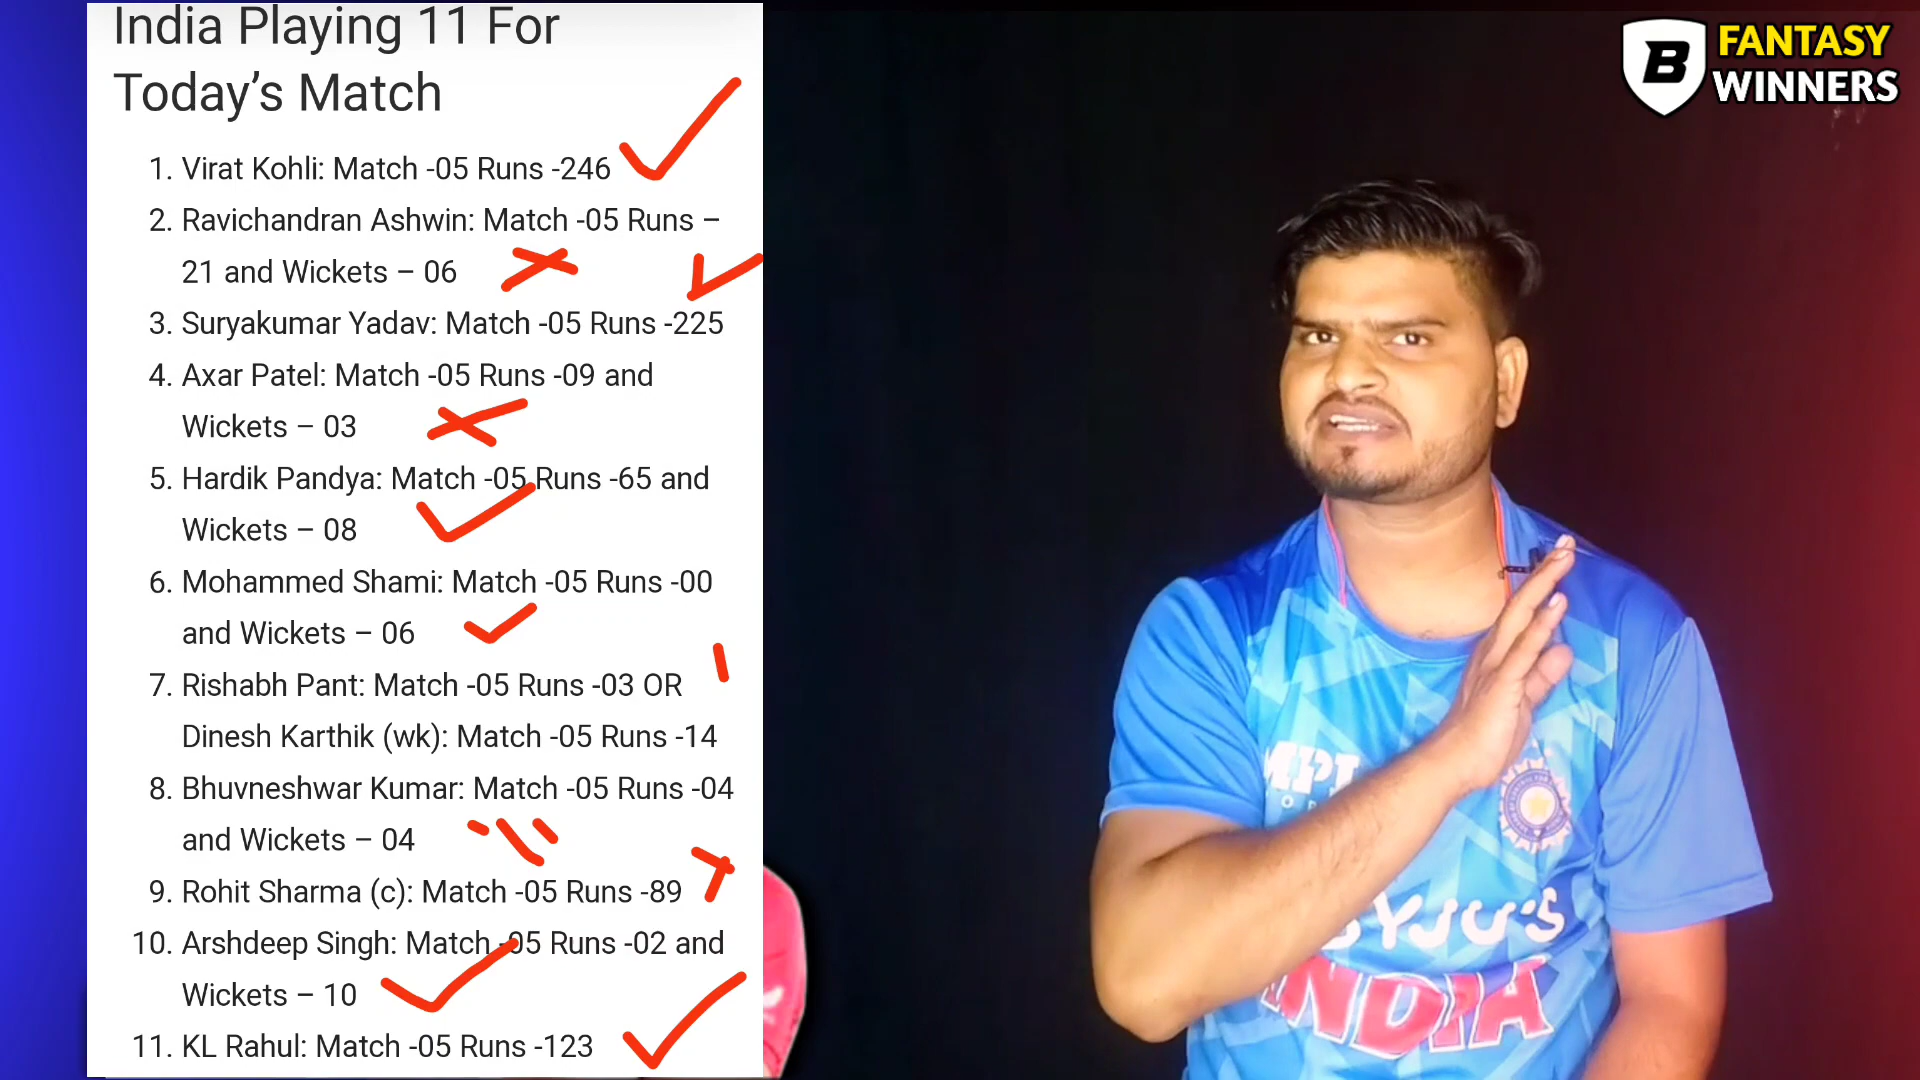 India Playing 11 For
Today's Match
1. Virat Kohli: Match -05 Runs -246
2. Ravichandran Ashwin: Match -05 Runs –
21 and Wickets – 06
3. Suryakumar Yadav: Match -05 Runs -225
4. Axar Patel: Match -05 Runs -09 and
Wickets – 03
5. Hardik Pandya: Match -05 Runs -65 and
Wickets – 08
6. Mohammed Shami: Match -05 Runs -00
and Wickets – 06
7. Rishabh Pant: Match -05 Runs -03 OR
Dinesh Karthik (wk): Match -05 Runs -14
8. Bhuvneshwar Kumar: Match -05 Runs -04
and Wickets – 04
9. Rohit Sharma (c): Match -05 Runs -89
10. Arshdeep Singh: Match -05 Runs -02 and
Wickets – 10
11. KL Rahul: Match -05 Runs -123
B FANTASY
WINNERS
MPL
BYJU'S
INDIA